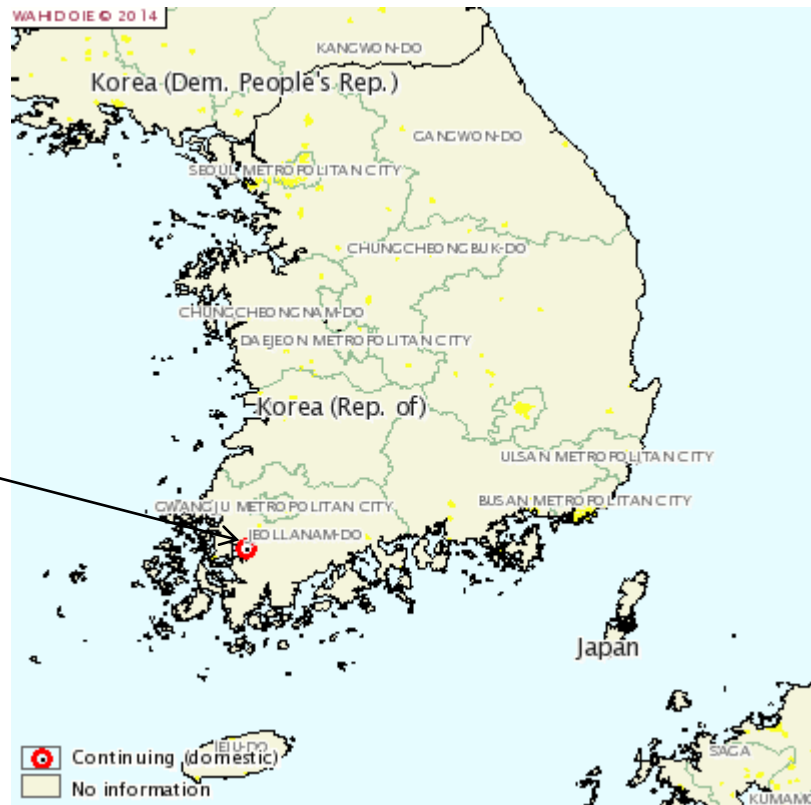 WAHIDOIE © 2014
KANGWON-DO
Korea (Dem. People's Rep.)
GANGWON-DO
SEOUL METROPOLITAN CITY
CHUNGCHEONGBUK-DO
CHUNGCHEONGNAM-DO
DAEJEON METROPOLITAN CITY
Korea (Rep. of)
ULSAN METROPOLITAN CITY
BUSAN METROPOLITAN CITY
GWANGJU METROPOLITAN CITY
JEOLLANAM-DO
Japan
JEJU-DO
Continuing (domestic)
SAGA
No information
KUMAMO